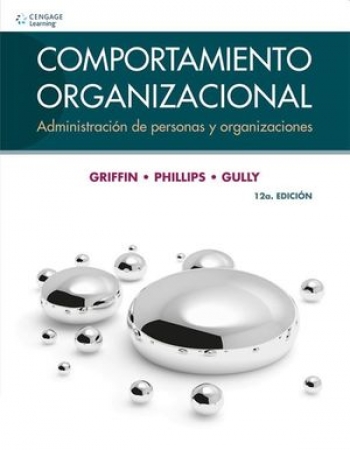 CENGAGE
Learning
COMPORTAMIENTO
ORGANIZACIONAL
Administración de personas y organizaciones
GRIFFIN • PHILLIPS • GULLY
12a. EDICIÓN